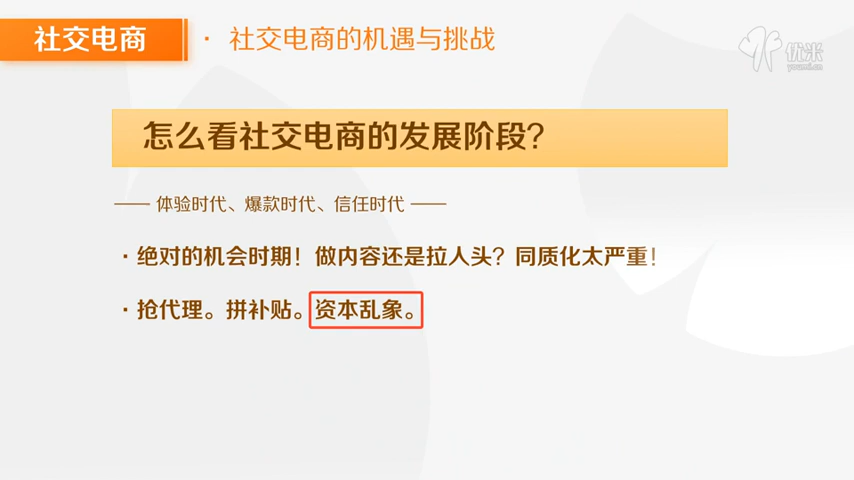 社交电商
· 社交电商的机遇与挑战
优米
youmi.cn
怎么看社交电商的发展阶段?
—— 体验时代、爆款时代、信任时代 ——
· 绝对的机会时期！做内容还是拉人头？同质化太严重！
· 抢代理。拼补贴。资本乱象。